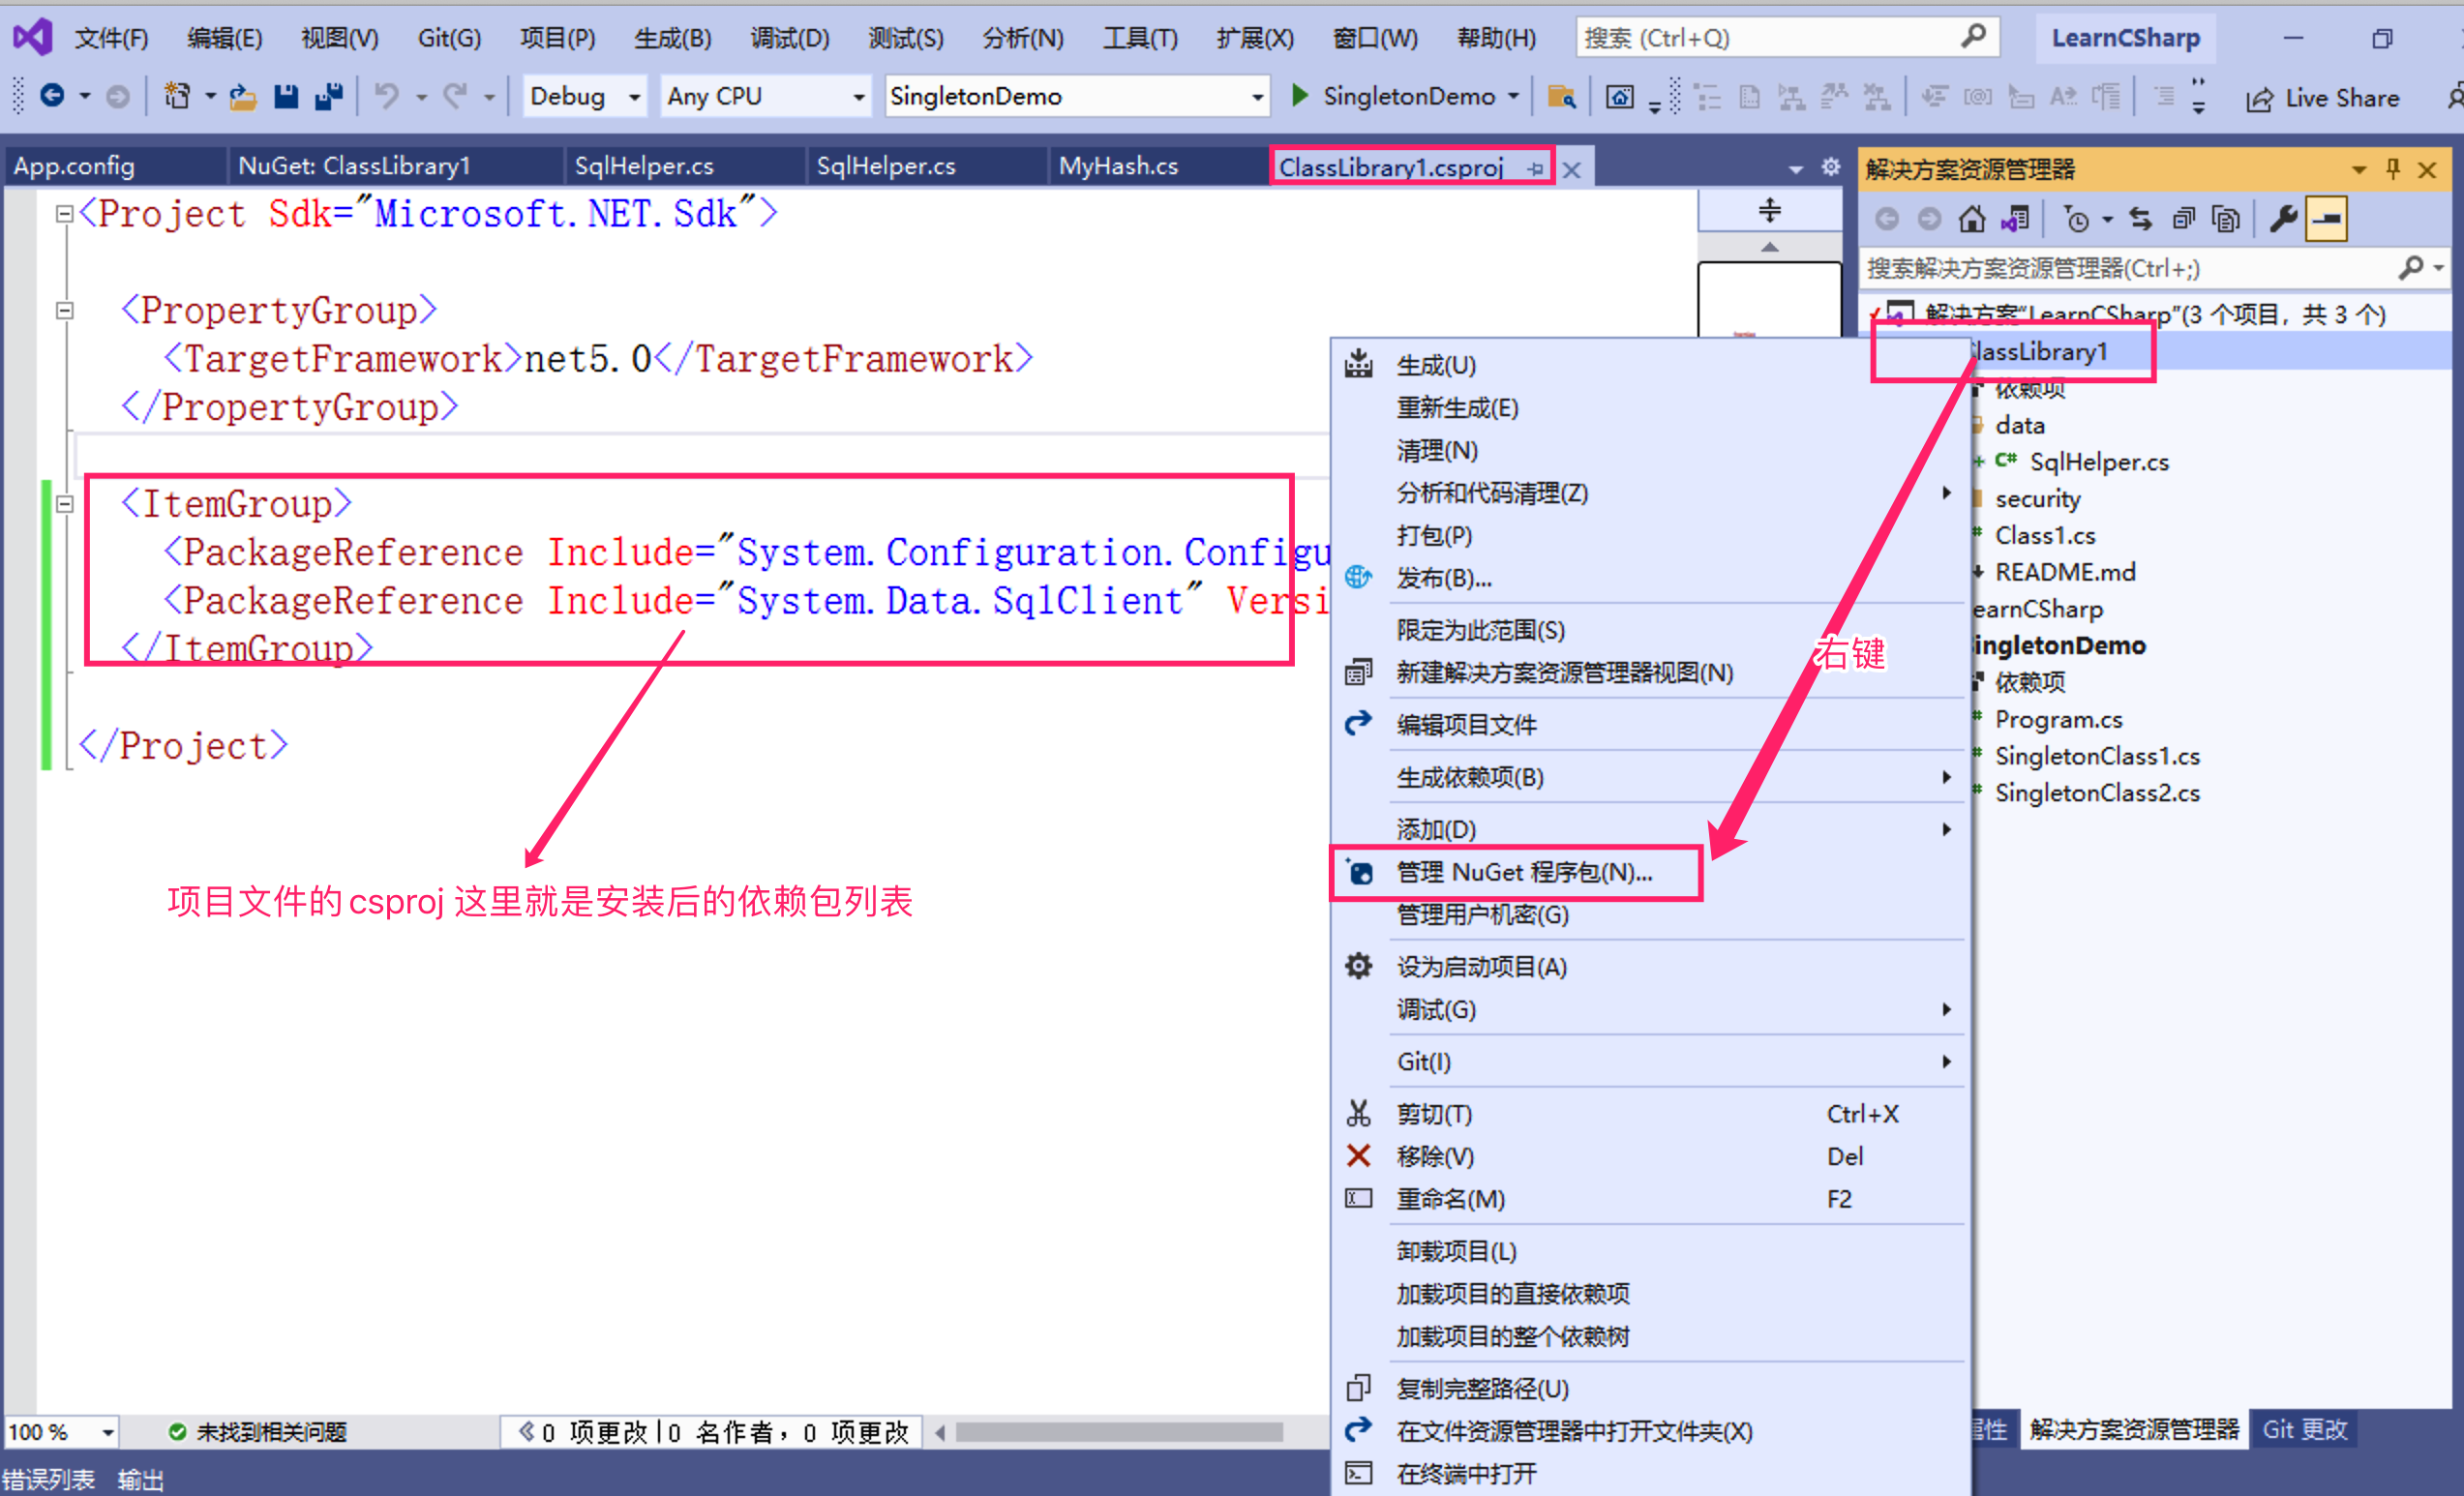 文件(F) 编辑(E) 视图(V) Git(G) 项目(P) 生成(B) 调试(D) 测试(S) 分析(N) 工具(T) 扩展(X) 窗口(W) 帮助(H) 搜索 (Ctrl+Q) LearnCSharp
Debug Any CPU SingletonDemo SingletonDemo Live Share
App.config NuGet: ClassLibrary1 SqlHelper.cs SqlHelper.cs MyHash.cs ClassLibrary1.csproj
<Project Sdk="Microsoft.NET.Sdk">
<PropertyGroup>
<TargetFramework>net5.0</TargetFramework>
</PropertyGroup>
<ItemGroup>
<PackageReference Include="System.Configuration.Configu
<PackageReference Include="System.Data.SqlClient" Versi
</ItemGroup>
</Project>
项目文件的 csproj 这里就是安装后的依赖包列表
生成(U)
重新生成(E)
清理(N)
分析和代码清理(Z)
打包(P)
发布(B)...
限定为此范围(S)
新建解决方案资源管理器视图(N)
编辑项目文件
生成依赖项(B)
添加(D)
管理 NuGet 程序包(N)...
管理用户机密(G)
设为启动项目(A)
调试(G)
Git(I)
剪切(T) Ctrl+X
移除(V) Del
重命名(M) F2
卸载项目(L)
加载项目的直接依赖项
加载项目的整个依赖树
复制完整路径(U)
在文件资源管理器中打开文件夹(X)
在终端中打开
右键
解决方案资源管理器
搜索解决方案资源管理器(Ctrl+;)
解决方案"LearnCSharp"(3 个项目，共 3 个)
lassLibrary1
依赖项
data
C# SqlHelper.cs
security
Class1.cs
README.md
earnCSharp
ingletonDemo
依赖项
Program.cs
SingletonClass1.cs
SingletonClass2.cs
性 解决方案资源管理器 Git 更改
100 % 未找到相关问题 0 项更改|0 名作者，0 项更改
错误列表 输出